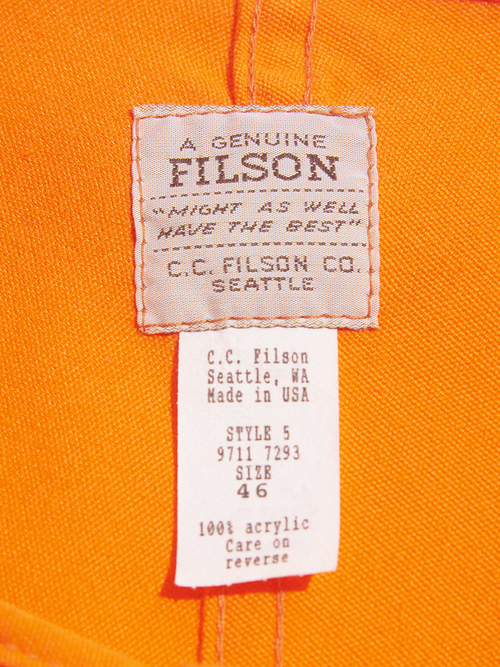 A GENUINE
FILSON
"MIGHT AS WELL
HAVE THE BEST"
C.C. FILSON CO.
SEATTLE
C.C. Filson
Seattle, WA
Made in USA
STYLE 5
9711 7293
SIZE
46
100% acrylic
Care on
reverse